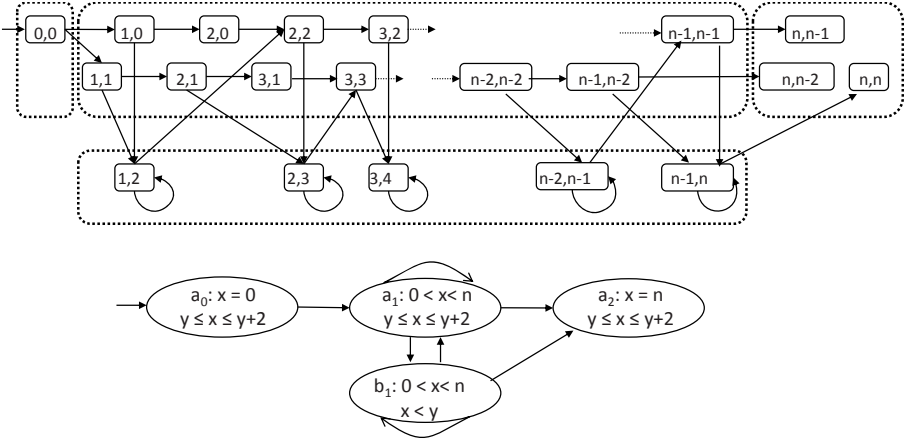 0,0 1,0 2,0 2,2 3,2 n-1,n-1 n,n-1
1,1 2,1 3,1 3,3 n-2,n-2 n-1,n-2 n,n-2 n,n
1,2 2,3 3,4 n-2,n-1 n-1,n
a₀: x = 0 a₁: 0 < x< n a₂: x = n
y ≤ x ≤ y+2 y ≤ x ≤ y+2 y ≤ x ≤ y+2
b₁: 0 < x< n
x < y